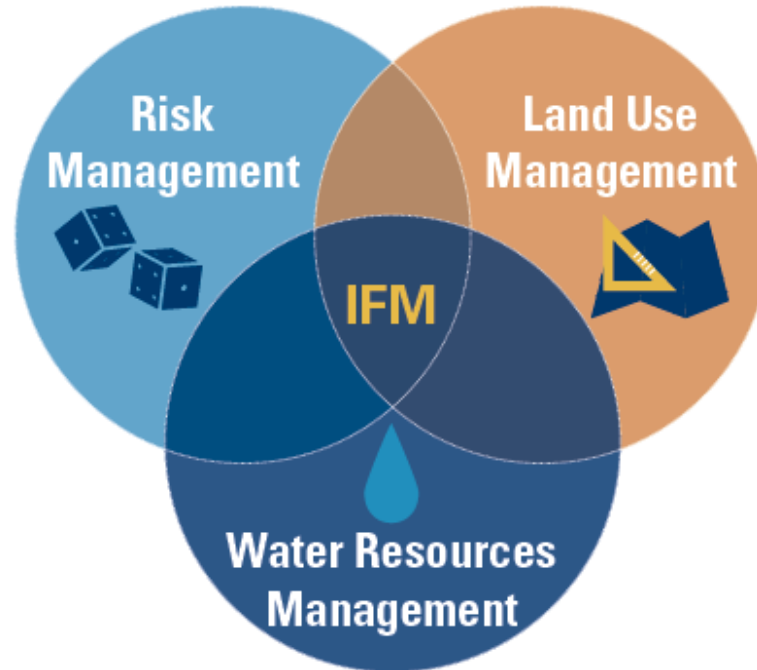 Risk
Management
Land Use
Management
IFM
Water Resources
Management